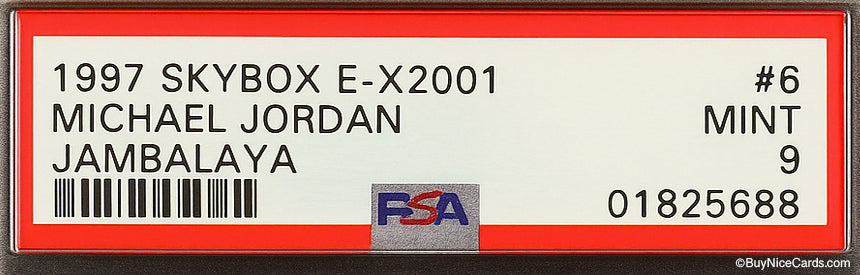 1997 SKYBOX E-X2001 #6
MICHAEL JORDAN MINT
JAMBALAYA 9
01825688
PSA
©BuyNiceCards.com